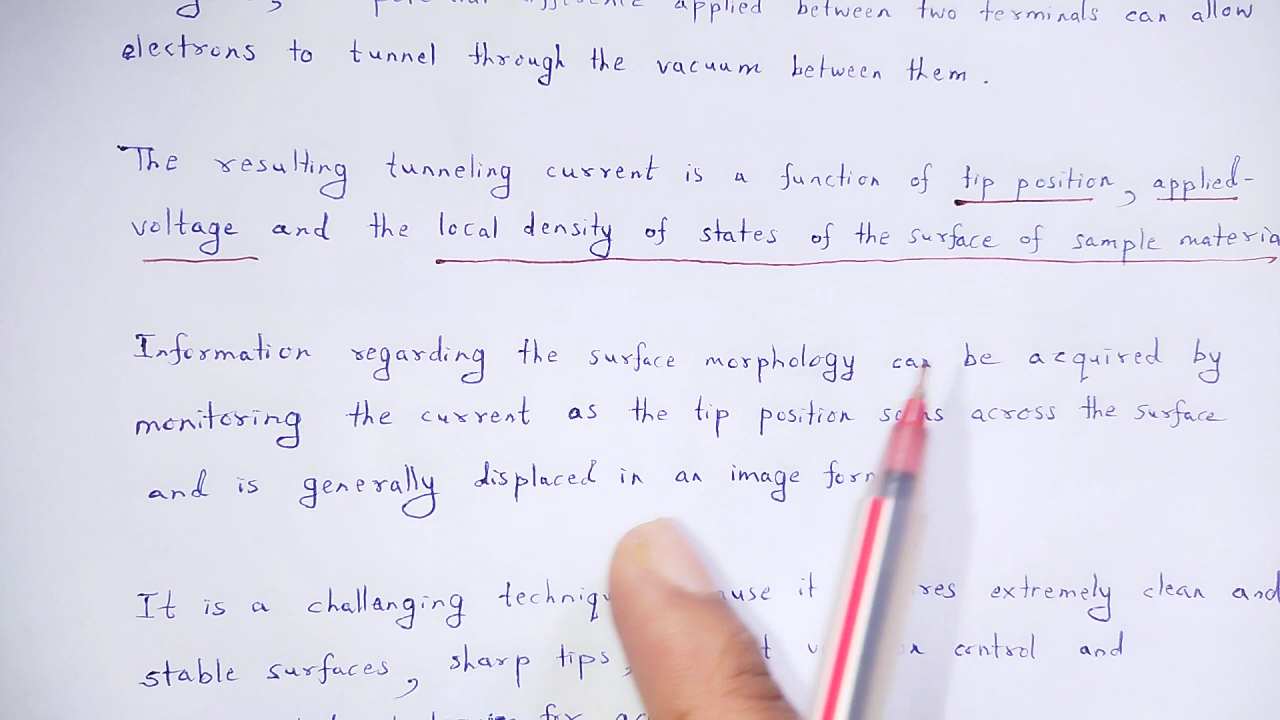 applied between two terminals can allow
electrons to tunnel through the vacuum between them.
The resulting tunneling current is a function of tip position, applied-
voltage and the local density of states of the surface of sample materia
Information regarding the surface morphology can be acquired by
monitoring the current as the tip position scans across the surface
and is generally displaced in an image form
It is a challanging techniqu ause it res extremely clean and
stable surfaces, sharp tips, control and
for